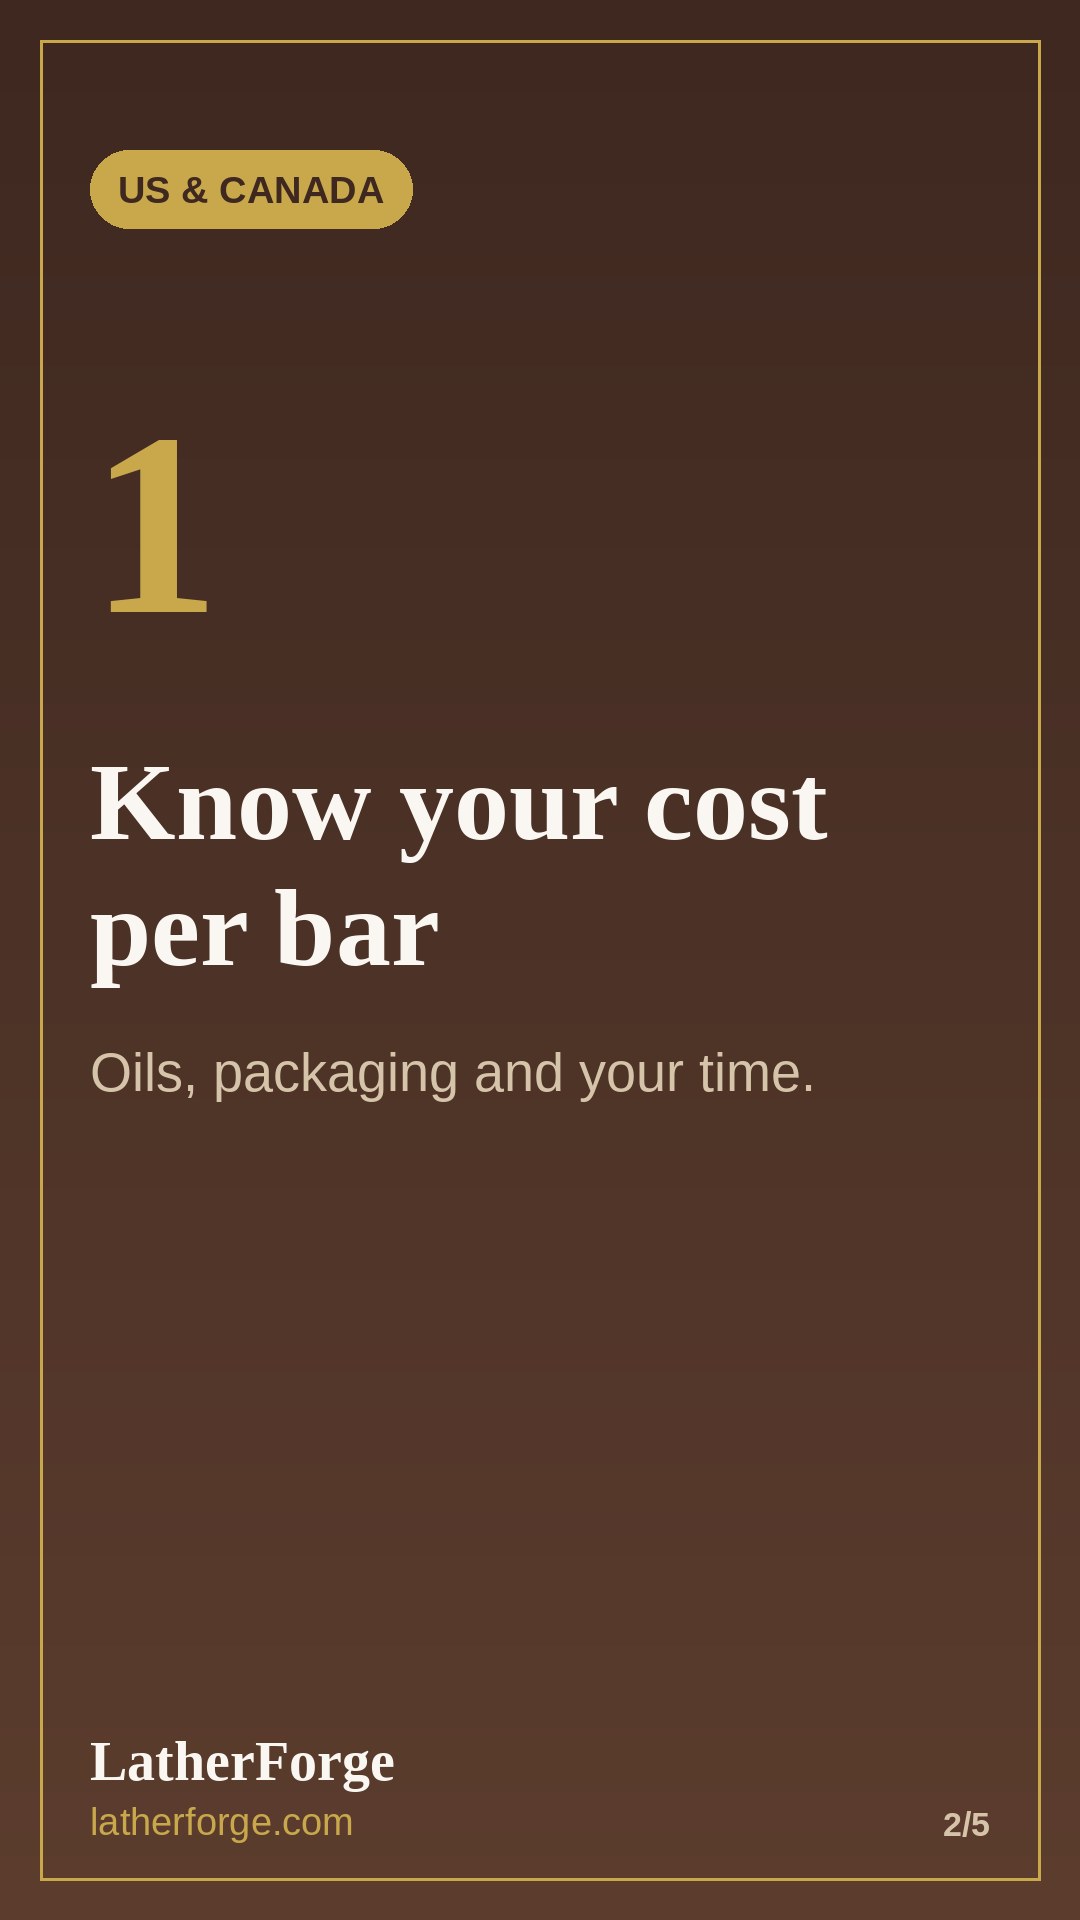 US & CANADA
1
Know your cost
per bar
Oils, packaging and your time.
LatherForge
latherforge.com
2/5